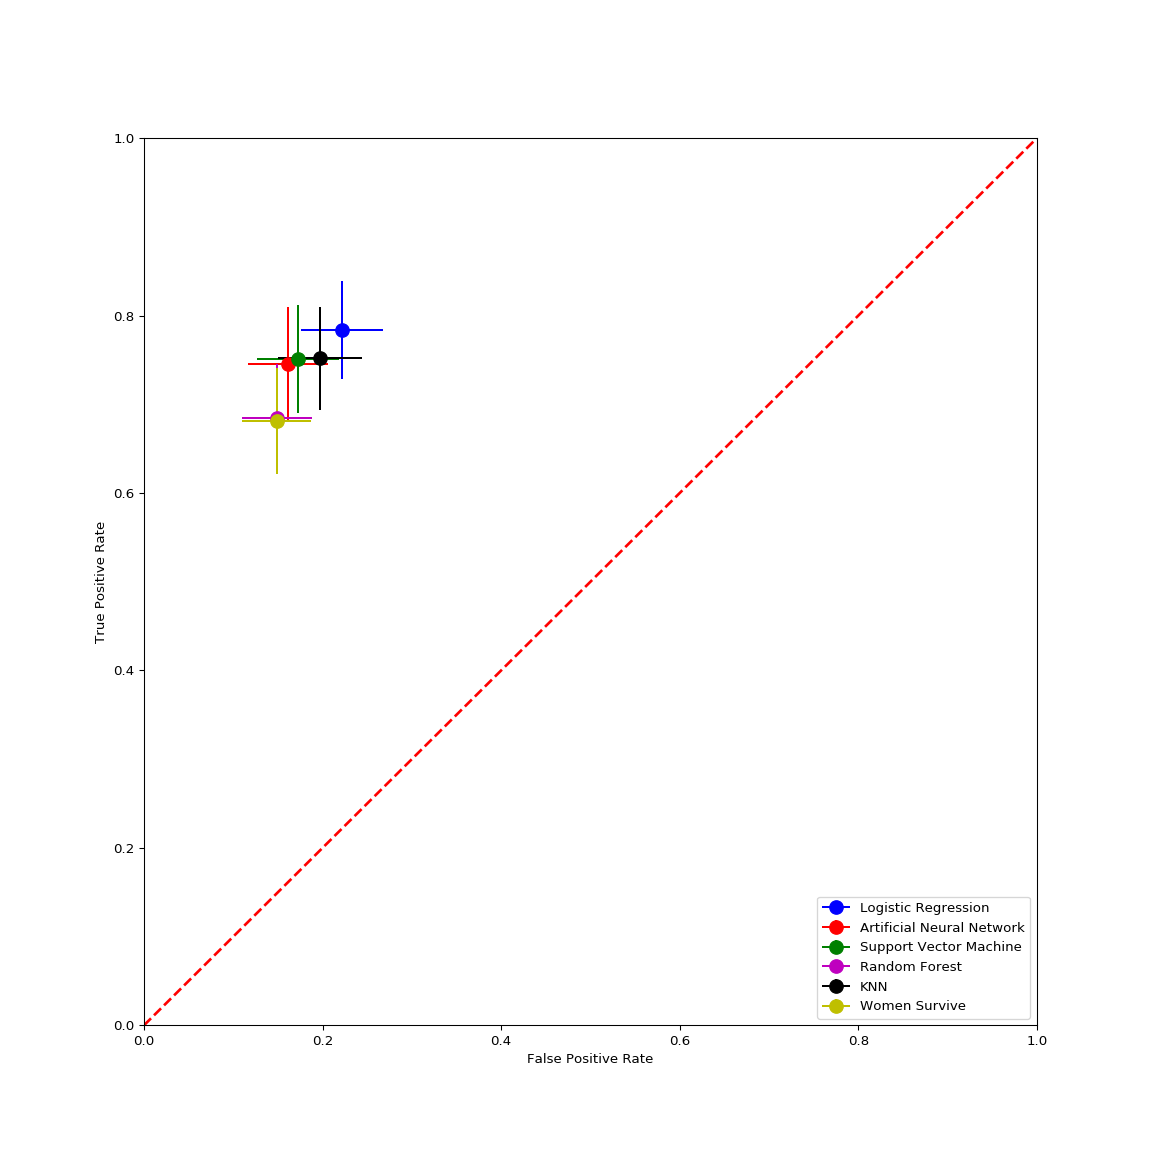 1.0
0.8
0.6
0.4
0.2
0.0
True Positive Rate
0.0 0.2 0.4 0.6 0.8 1.0
False Positive Rate
Logistic Regression
Artificial Neural Network
Support Vector Machine
Random Forest
KNN
Women Survive